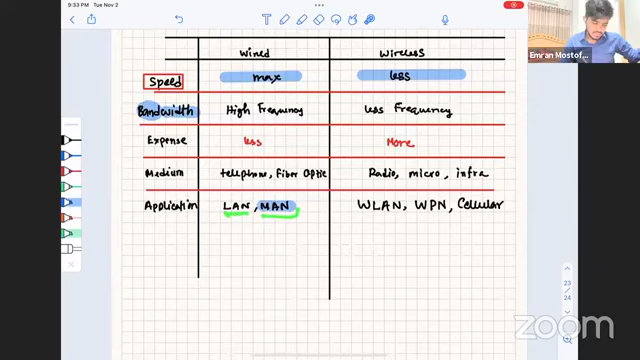 9:33 PM Tue Nov 2
wired wireless
Speed max less
Bandwidth High Frequency less Frequency
Expense less More
Medium telephone, Fiber Optic Radio, micro, infra
Application LAN, MAN WLAN, WPN, Cellular
Emran Mostof...
23
/
24
zoom